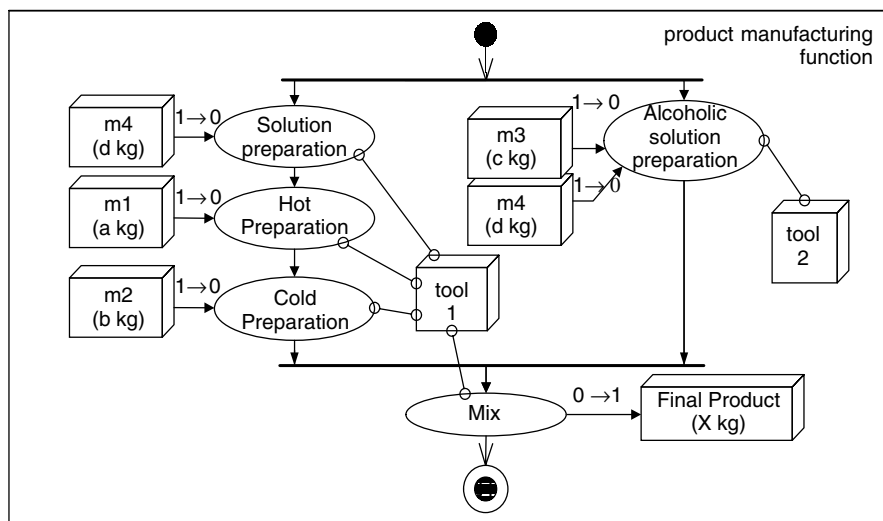 product manufacturing
function
m4
(d kg)
1→0
Solution
preparation
m3
(c kg)
1→0
Alcoholic
solution
preparation
m1
(a kg)
1→0
Hot
Preparation
m4
(d kg)
1→0
tool
2
m2
(b kg)
1→0
Cold
Preparation
tool
1
Mix
0 →1
Final Product
(X kg)